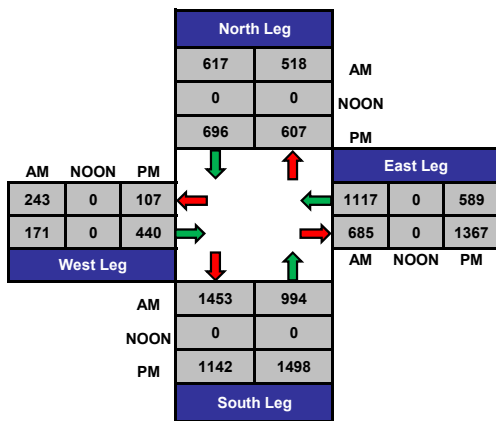 North Leg
617 518 AM
0 0 NOON
696 607 PM
East Leg
AM NOON PM
243 0 107
1117 0 589
171 0 440
685 0 1367
West Leg
AM NOON PM
AM 1453 994
NOON 0 0
PM 1142 1498
South Leg